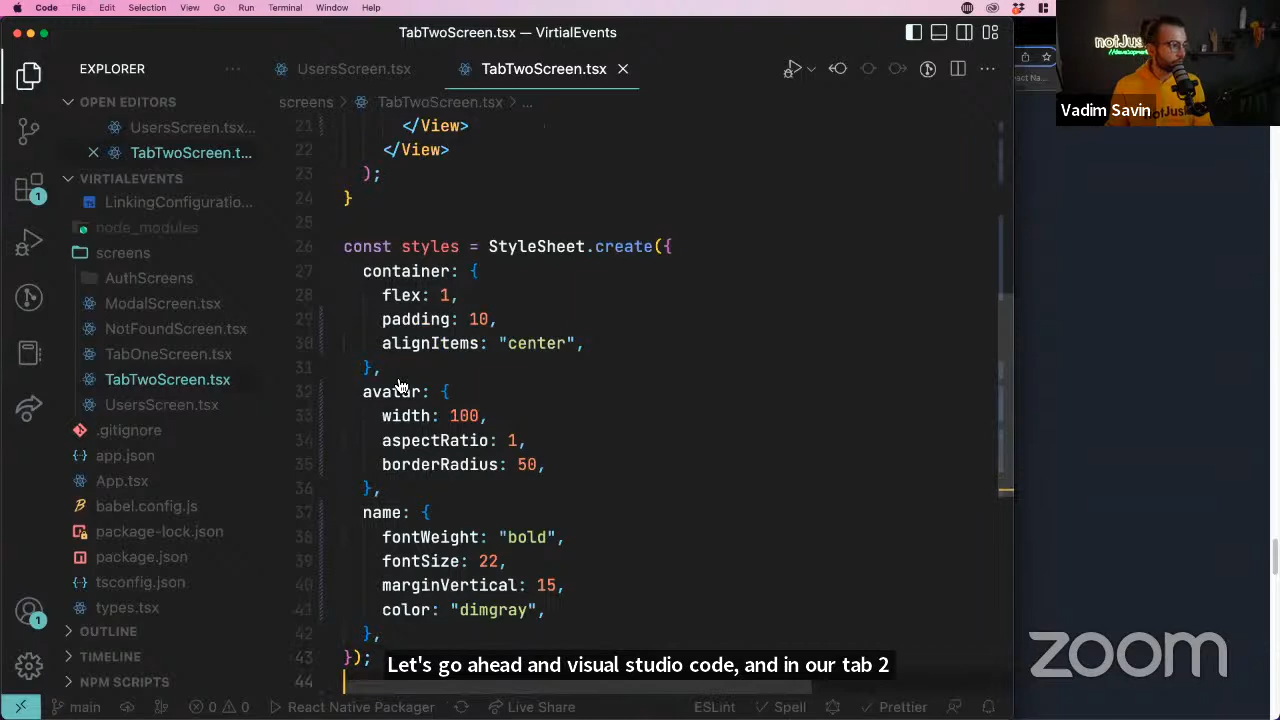 Code File Edit Selection View Go Run Terminal Window Help
TabTwoScreen.tsx — VirtialEvents
EXPLORER
UsersScreen.tsx
TabTwoScreen.tsx
OPEN EDITORS
screens > TabTwoScreen.tsx > ...
UsersScreen.tsx...
TabTwoScreen.t...
VIRTIALEVENTS
LinkingConfiguratio...
node_modules
screens
AuthScreens
ModalScreen.tsx
NotFoundScreen.tsx
TabOneScreen.tsx
TabTwoScreen.tsx
UsersScreen.tsx
.gitignore
app.json
App.tsx
babel.config.js
package-lock.json
package.json
tsconfig.json
types.tsx
OUTLINE
TIMELINE
NPM SCRIPTS
21 </View>
22 </View>
23 );
24 }
25
26 const styles = StyleSheet.create({
27 container: {
28 flex: 1,
29 padding: 10,
30 alignItems: "center",
31 },
32 avatar: {
33 width: 100,
34 aspectRatio: 1,
35 borderRadius: 50,
36 },
37 name: {
38 fontWeight: "bold",
39 fontSize: 22,
40 marginVertical: 15,
41 color: "dimgray",
42 },
43 });
44
Let's go ahead and visual studio code, and in our tab 2
main 0 0 React Native Packager Live Share ESLint Spell Prettier
1
1
Vadim Savin
zoom